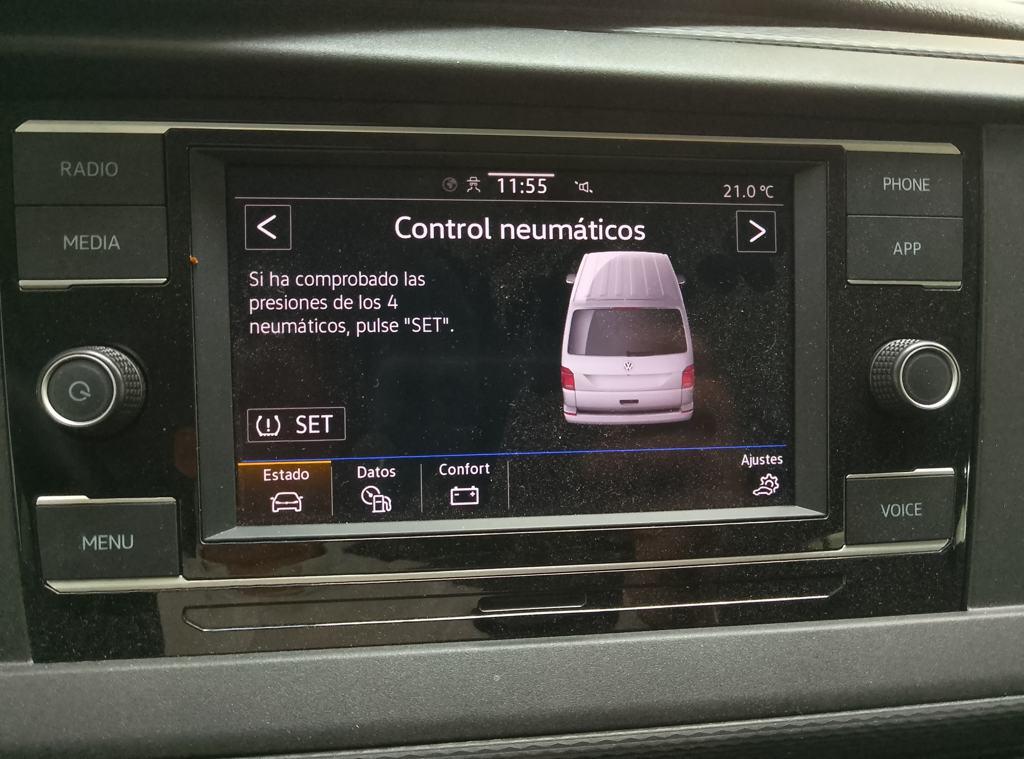 RADIO
MEDIA
MENU
11:55
21.0 °C
<
Control neumáticos
>
Si ha comprobado las
presiones de los 4
neumáticos, pulse "SET".
SET
Estado
Datos
Confort
Ajustes
PHONE
APP
VOICE